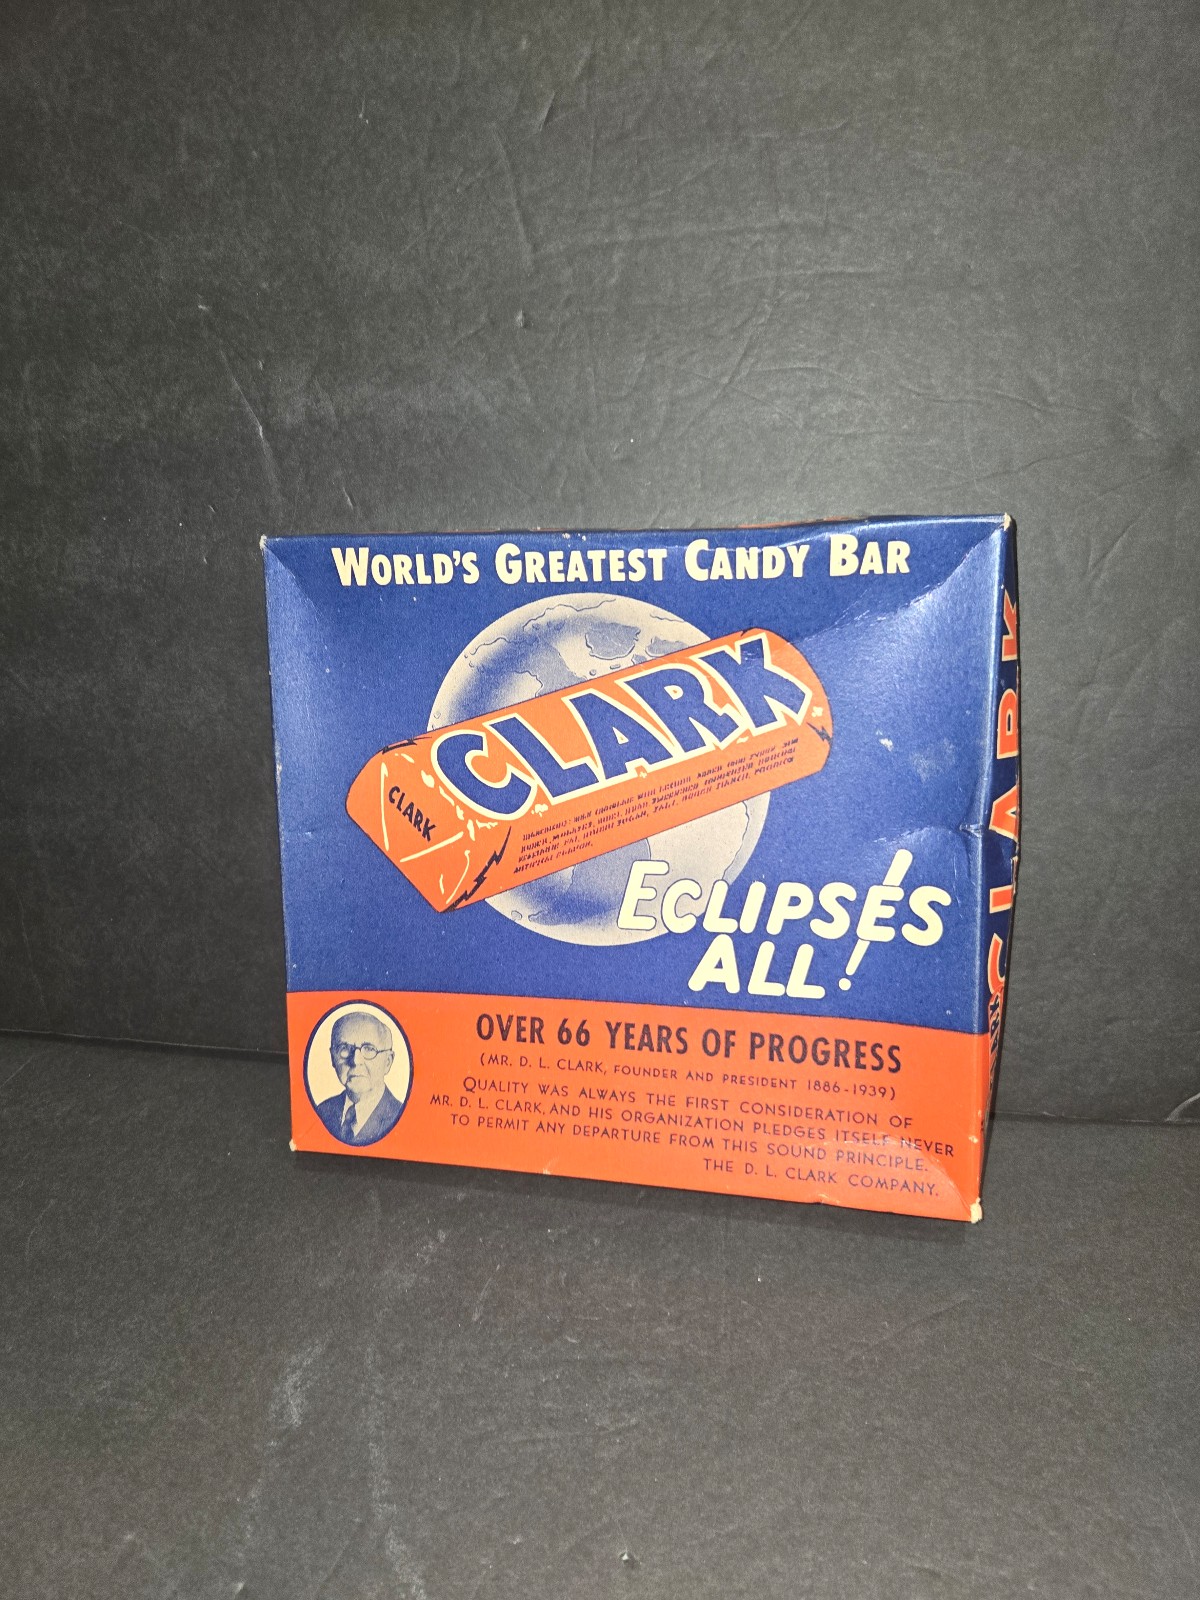 WORLD'S GREATEST CANDY BAR
CLARK
CLARK
ECLIPSES
ALL!
OVER 66 YEARS OF PROGRESS
(MR. D. L. CLARK, FOUNDER AND PRESIDENT 1886-1939)
QUALITY WAS ALWAYS THE FIRST CONSIDERATION OF
MR. D. L. CLARK, AND HIS ORGANIZATION PLEDGES ITSELF NEVER
TO PERMIT ANY DEPARTURE FROM THIS SOUND PRINCIPLE.
THE D. L. CLARK COMPANY.
CLARK